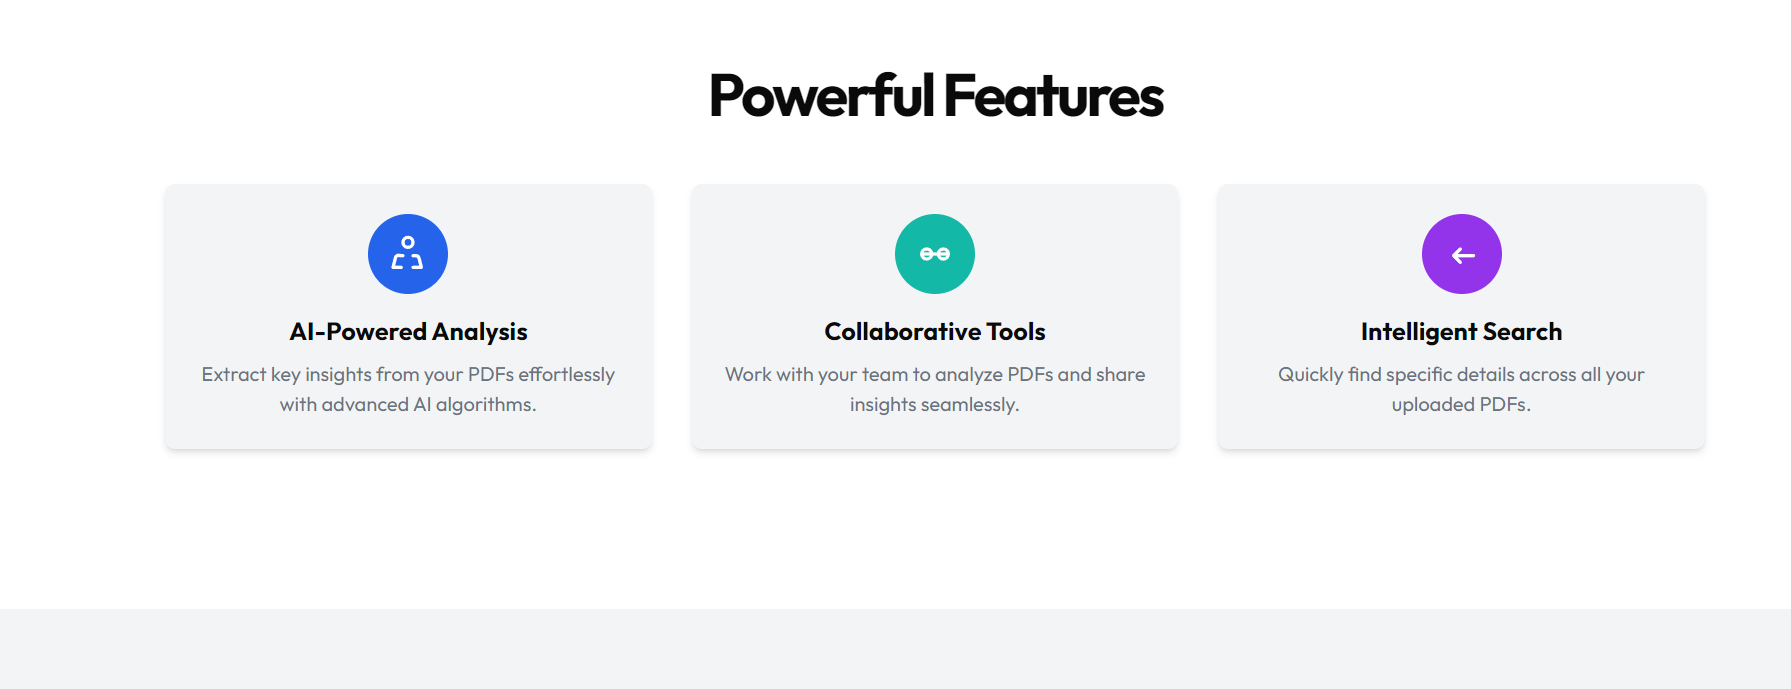 Powerful Features
AI-Powered Analysis
Extract key insights from your PDFs effortlessly
with advanced AI algorithms.
Collaborative Tools
Work with your team to analyze PDFs and share
insights seamlessly.
Intelligent Search
Quickly find specific details across all your
uploaded PDFs.